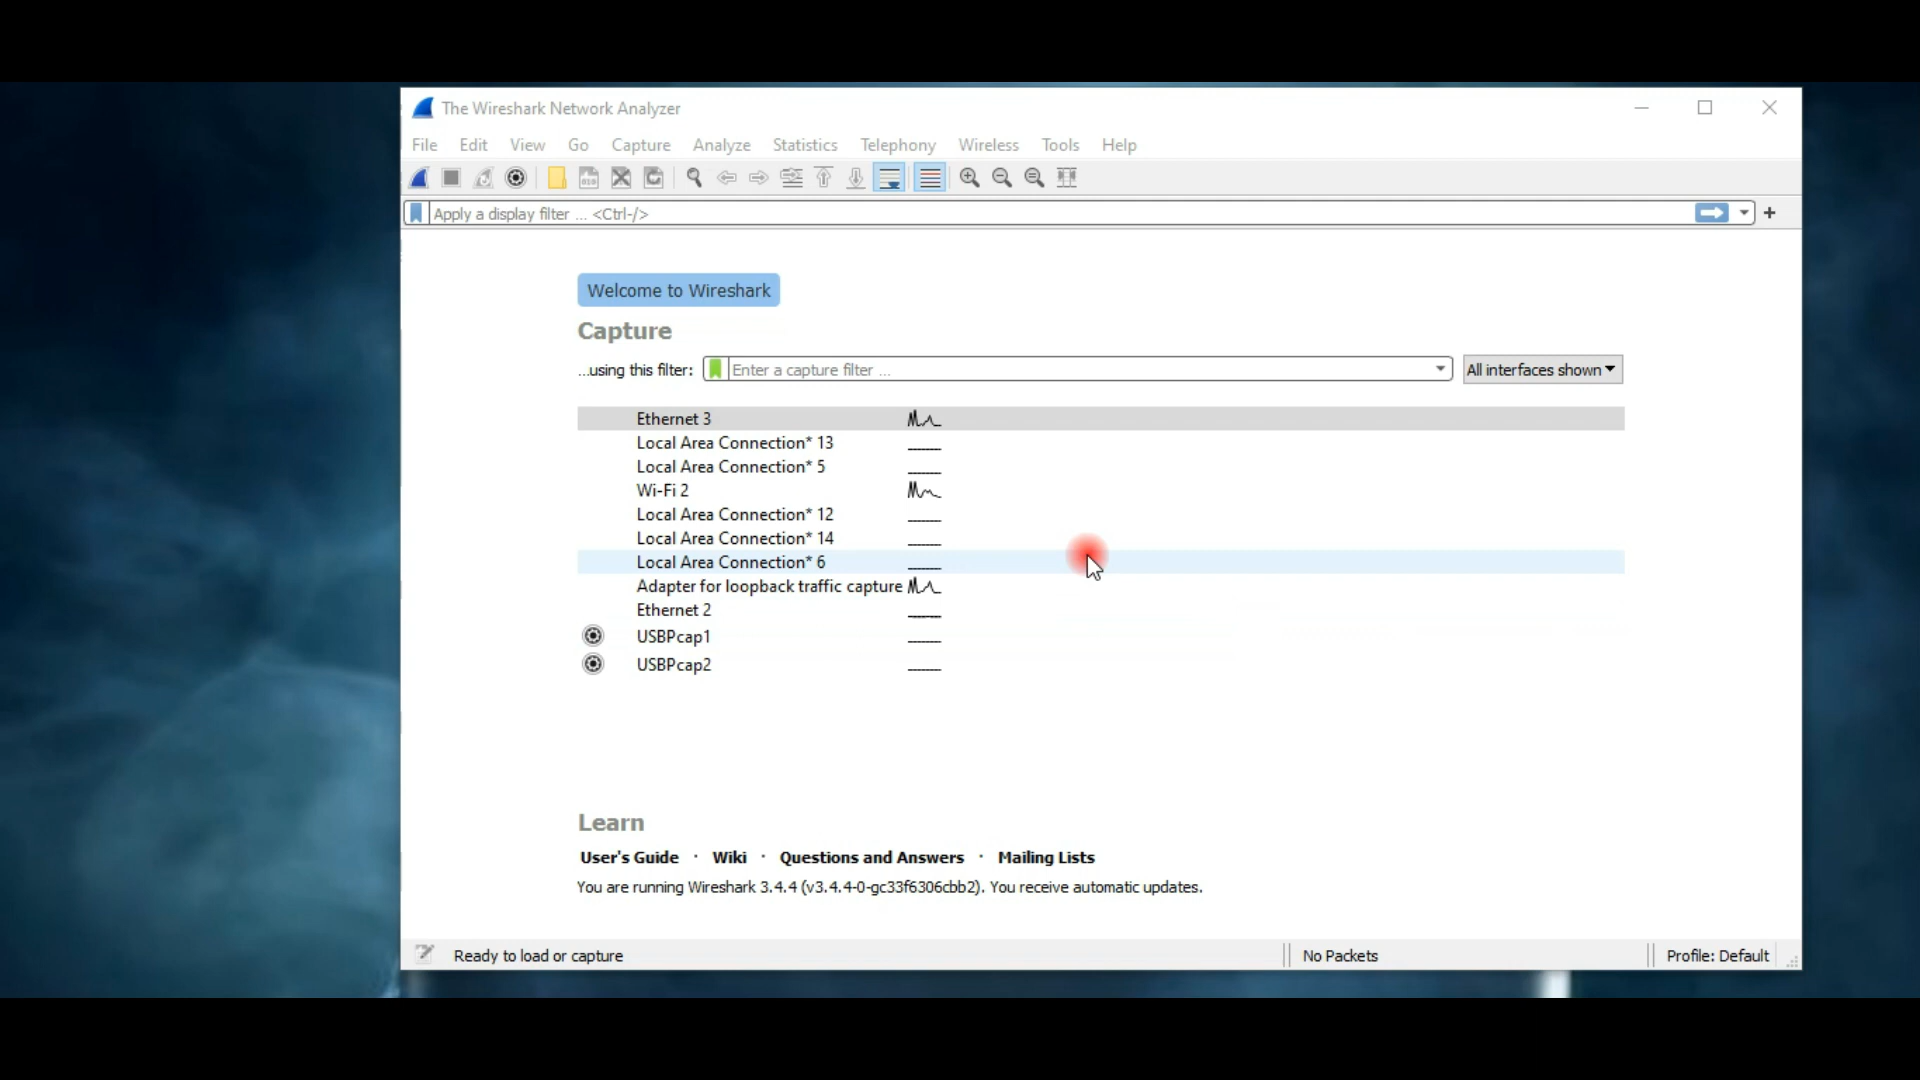 The Wireshark Network Analyzer
File Edit View Go Capture Analyze Statistics Telephony Wireless Tools Help
Apply a display filter ... <Ctrl-/>
+
Welcome to Wireshark
Capture
...using this filter: Enter a capture filter ... All interfaces shown
Ethernet 3
Local Area Connection* 13
Local Area Connection* 5
Wi-Fi 2
Local Area Connection* 12
Local Area Connection* 14
Local Area Connection* 6
Adapter for loopback traffic capture
Ethernet 2
USBPcap1
USBPcap2
Learn
User's Guide · Wiki · Questions and Answers · Mailing Lists
You are running Wireshark 3.4.4 (v3.4.4-0-gc33f6306cbb2). You receive automatic updates.
Ready to load or capture No Packets Profile: Default